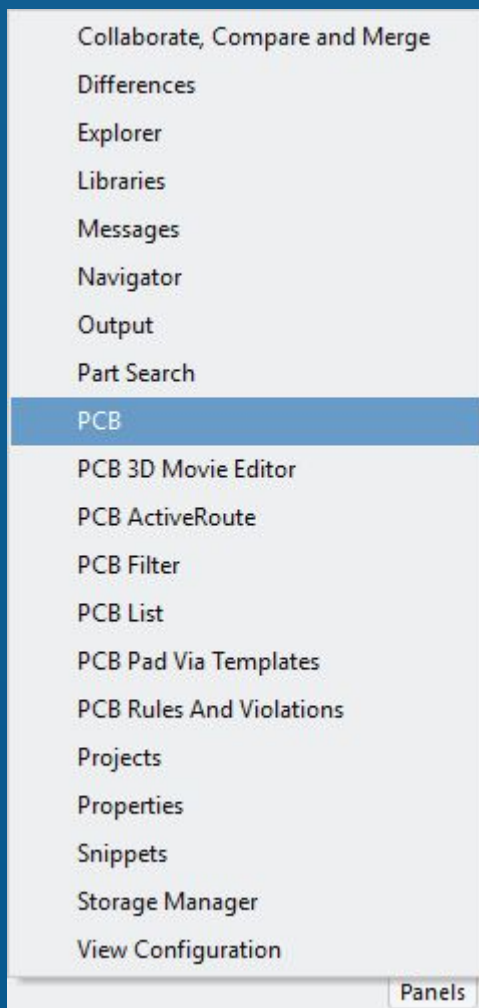 Collaborate, Compare and Merge
Differences
Explorer
Libraries
Messages
Navigator
Output
Part Search
PCB
PCB 3D Movie Editor
PCB ActiveRoute
PCB Filter
PCB List
PCB Pad Via Templates
PCB Rules And Violations
Projects
Properties
Snippets
Storage Manager
View Configuration
Panels